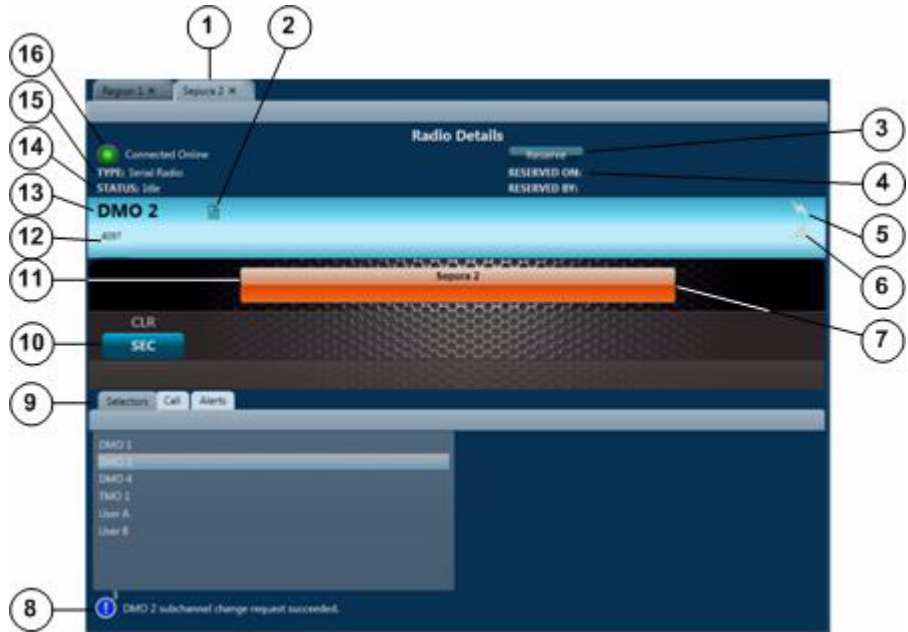 1
2
16
Region 1 ×
Sepura 2 ×
15
Radio Details
3
14
Connected Online
Reserve
TYPE: Serial Radio
RESERVED ON:
4
STATUS: Idle
RESERVED BY:
13
DMO 2
5
12
6
11
Sepura 2
7
CLR
10
SEC
9
Selectors
Call
Alerts
DMO 1
DMO 2
DMO 4
TMO 1
User A
User B
8
DMO 2 subchannel change request succeeded.